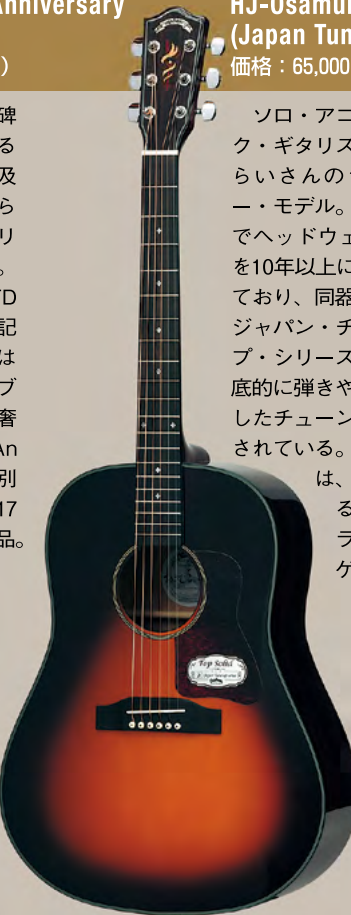 Anniversary
）
碑
る
及
ら
リ
。
D
記
は
ブ
奢
An
別
17
品。
HJ-Osamu
(Japan Tun
価格：65,000
ソロ・アコ
ク・ギタリス
らいさんの
ー・モデル。
でヘッドウェ
を10年以上に
ており、同器
ジャパン・チ
プ・シリーズ
底的に弾きや
したチューン
されている。
は、
る
ラ
ゲ
Top Solid